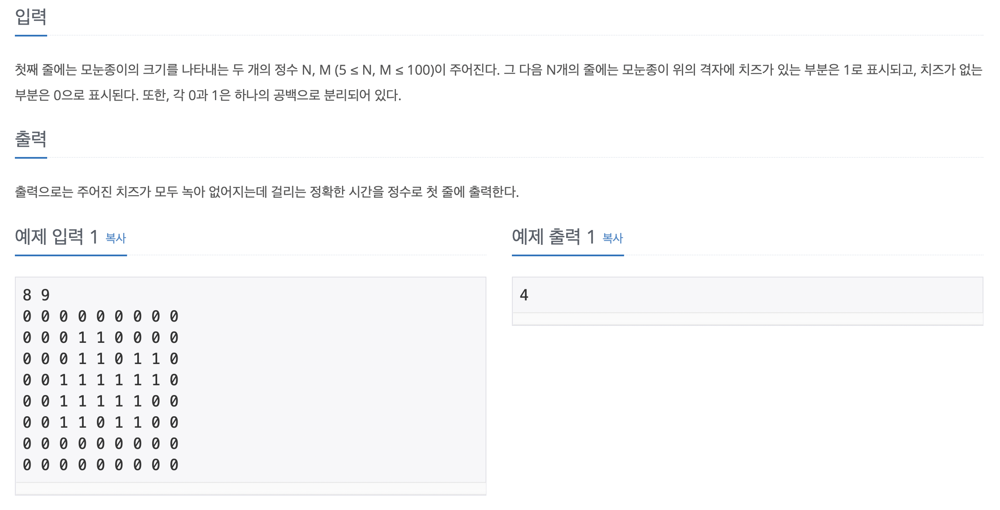 입력
첫째 줄에는 모눈종이의 크기를 나타내는 두 개의 정수 N, M (5 ≤ N, M ≤ 100)이 주어진다. 그 다음 N개의 줄에는 모눈종이 위의 격자에 치즈가 있는 부분은 1로 표시되고, 치즈가 없는
부분은 0으로 표시된다. 또한, 각 0과 1은 하나의 공백으로 분리되어 있다.
출력
출력으로는 주어진 치즈가 모두 녹아 없어지는데 걸리는 정확한 시간을 정수로 첫 줄에 출력한다.
예제 입력 1 복사
8 9
0 0 0 0 0 0 0 0 0
0 0 0 1 1 0 0 0 0
0 0 0 1 1 0 1 1 0
0 0 1 1 1 1 1 1 0
0 0 1 1 1 1 1 0 0
0 0 1 1 0 1 1 0 0
0 0 0 0 0 0 0 0 0
0 0 0 0 0 0 0 0 0
예제 출력 1 복사
4